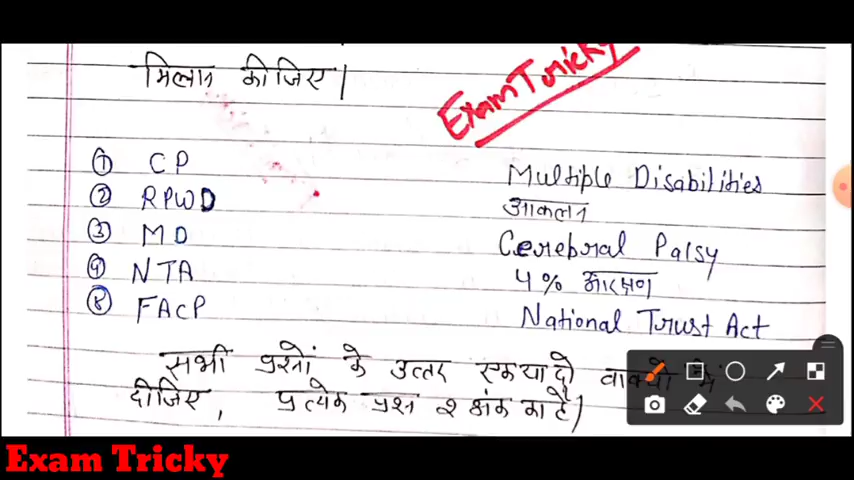 Exam Tricky
मिलान कीजिए।
① CP Multiple Disabilities
② RPWD आकलन
③ MD Cerebral Palsy
④ NTA 4% आरक्षण
⑤ FACP National Trust Act
सभी प्रश्नों के उत्तर एक या दो वाक्यों में
दीजिए, प्रत्येक प्रश्न २ अंक का है।
Exam Tricky